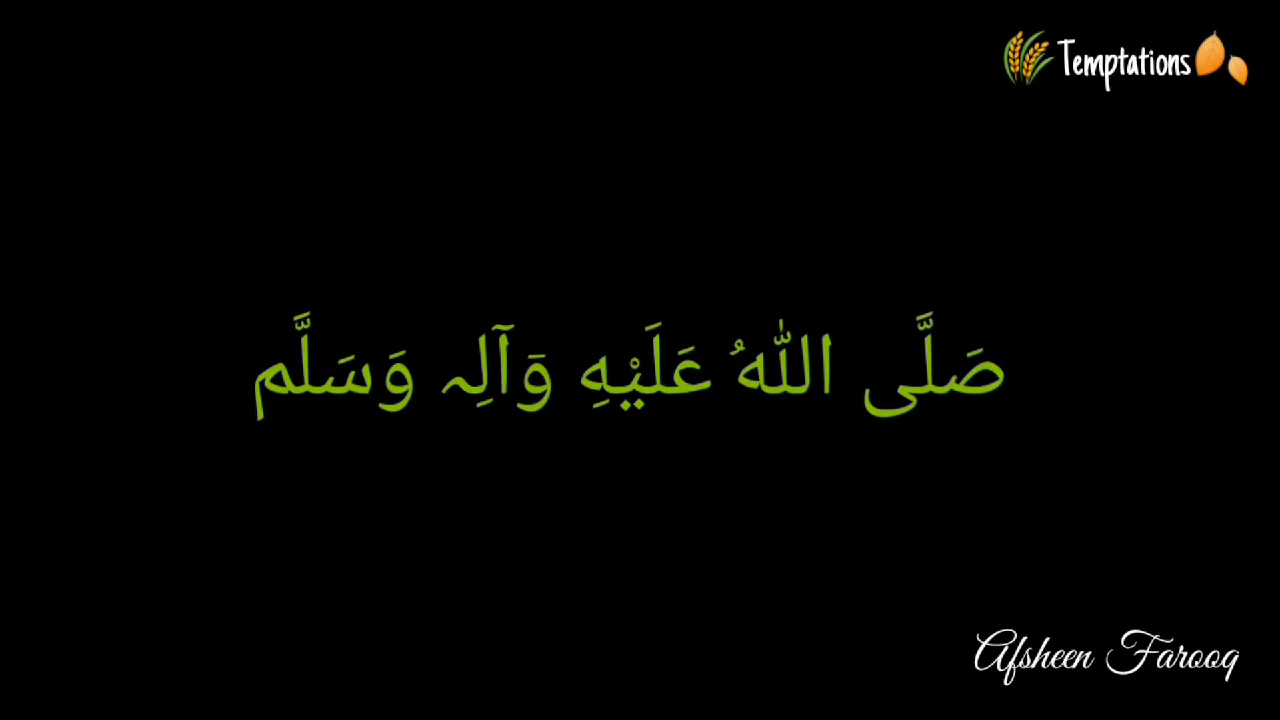 🌾Temptations🍂
صَلَّی اللّٰهُ عَلَيْهِ وَآلِہ وَسَلَّم
Afsheen Farooq